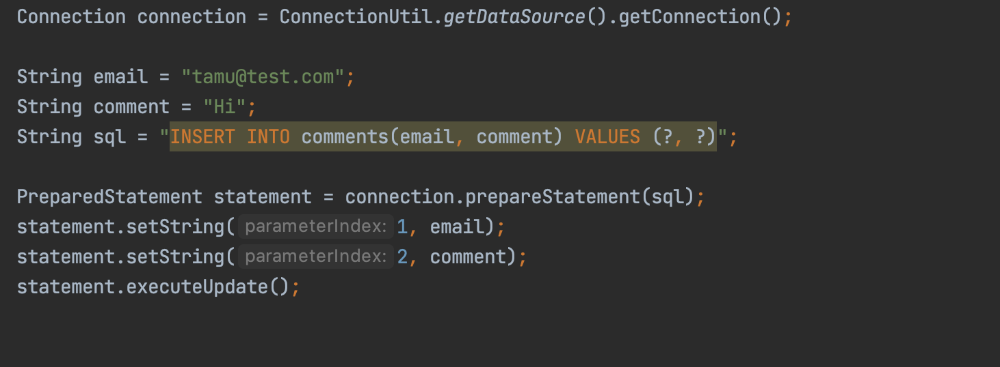 Connection connection = ConnectionUtil.getDataSource().getConnection();
String email = "tamu@test.com";
String comment = "Hi";
String sql = "INSERT INTO comments(email, comment) VALUES (?, ?)";
PreparedStatement statement = connection.prepareStatement(sql);
statement.setString( parameterIndex: 1, email);
statement.setString( parameterIndex: 2, comment);
statement.executeUpdate();